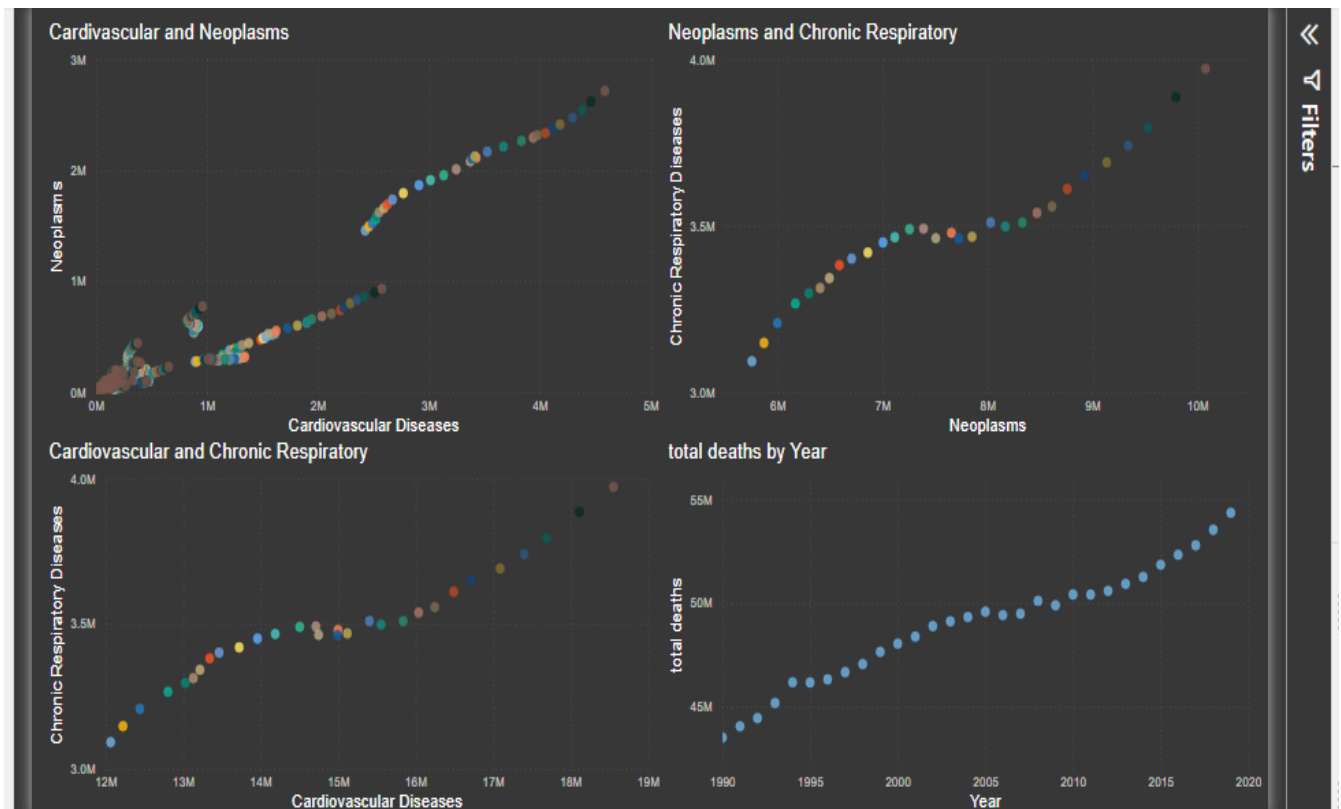 Cardivascular and Neoplasms
3M
2M
1M
0M
Neoplasms
0M 1M 2M 3M 4M 5M
Cardiovascular Diseases
Neoplasms and Chronic Respiratory
4.0M
3.5M
3.0M
Chronic Respiratory Diseases
6M 7M 8M 9M 10M
Neoplasms
Cardiovascular and Chronic Respiratory
4.0M
3.5M
3.0M
Chronic Respiratory Diseases
12M 13M 14M 15M 16M 17M 18M 19M
Cardiovascular Diseases
total deaths by Year
55M
50M
45M
total deaths
1990 1995 2000 2005 2010 2015 2020
Year
Filters